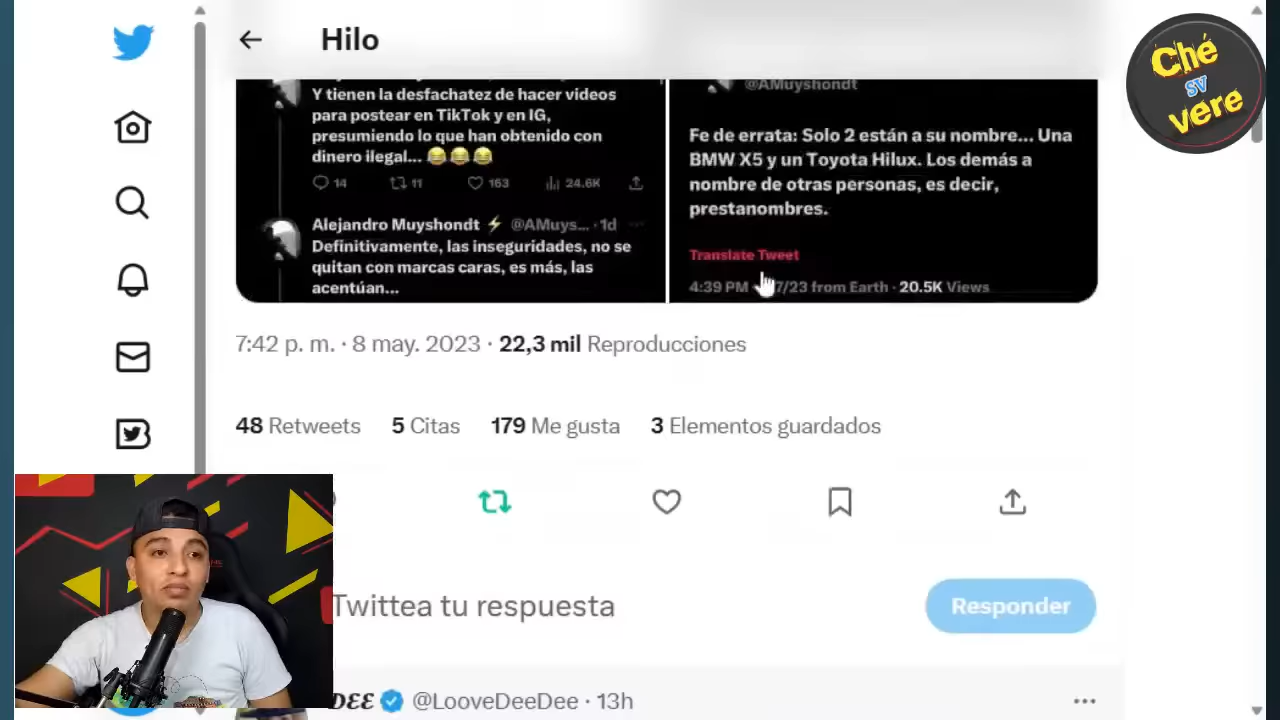 Hilo
Ché
sv
vere
Y tienen la desfachatez de hacer videos
para postear en TikTok y en IG,
presumiendo lo que han obtenido con
dinero ilegal... 😂😂😂
14 11 163 24.6K
Alejandro Muyshondt ⚡ @AMuys... · 1d
Definitivamente, las inseguridades, no se
quitan con marcas caras, es más, las
acentúan...
@AMuyshondt
Fe de errata: Solo 2 están a su nombre... Una
BMW X5 y un Toyota Hilux. Los demás a
nombre de otras personas, es decir,
prestanombres.
Translate Tweet
4:39 PM 7/23 from Earth · 20.5K Views
7:42 p. m. · 8 may. 2023 · 22,3 mil Reproducciones
48 Retweets 5 Citas 179 Me gusta 3 Elementos guardados
Twittea tu respuesta
Responder
DEE @LooveDeeDee · 13h